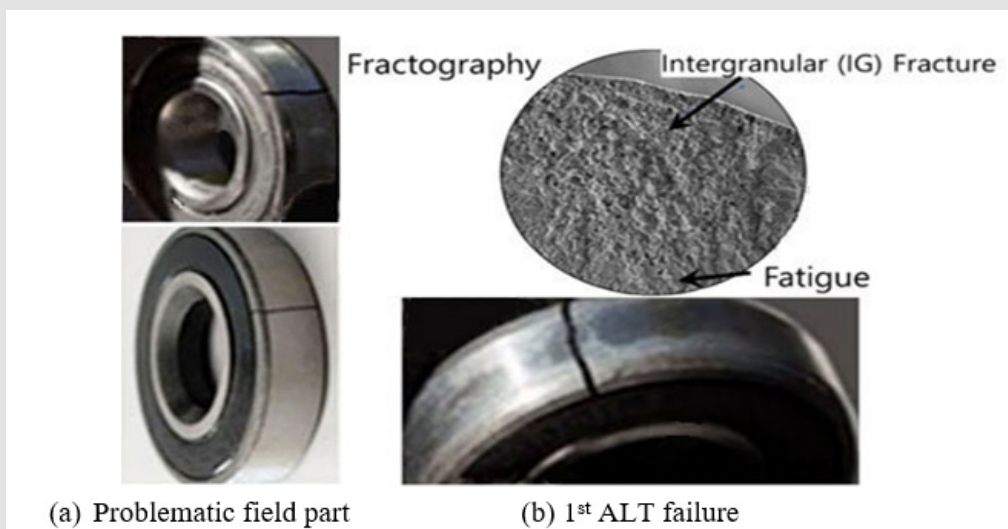 Fractography
Intergranular (IG) Fracture
Fatigue
(a) Problematic field part
(b) 1st ALT failure